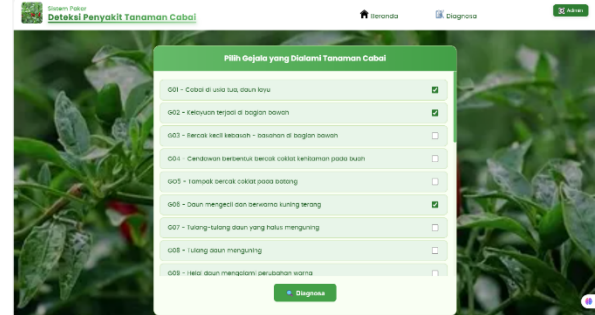 Sistem Pakar
Deteksi Penyakit Tanaman Cabai
Beranda
Diagnosa
Admin
Pilih Gejala yang Dialami Tanaman Cabai
G01 - Cabai di usia tua, daun layu
G02 - Kelayuan terjadi di bagian bawah
G03 - Bercak kecil kebasah - basahan di bagian bawah
G04 - Cendawan berbentuk bercak coklat kehitaman pada buah
G05 - Tampak bercak coklat pada batang
G06 - Daun mengecil dan berwarna kuning terang
G07 - Tulang-tulang daun yang halus menguning
G08 - Tulang daun menguning
G09 - Helai daun mengalami perubahan warna
Diagnosa